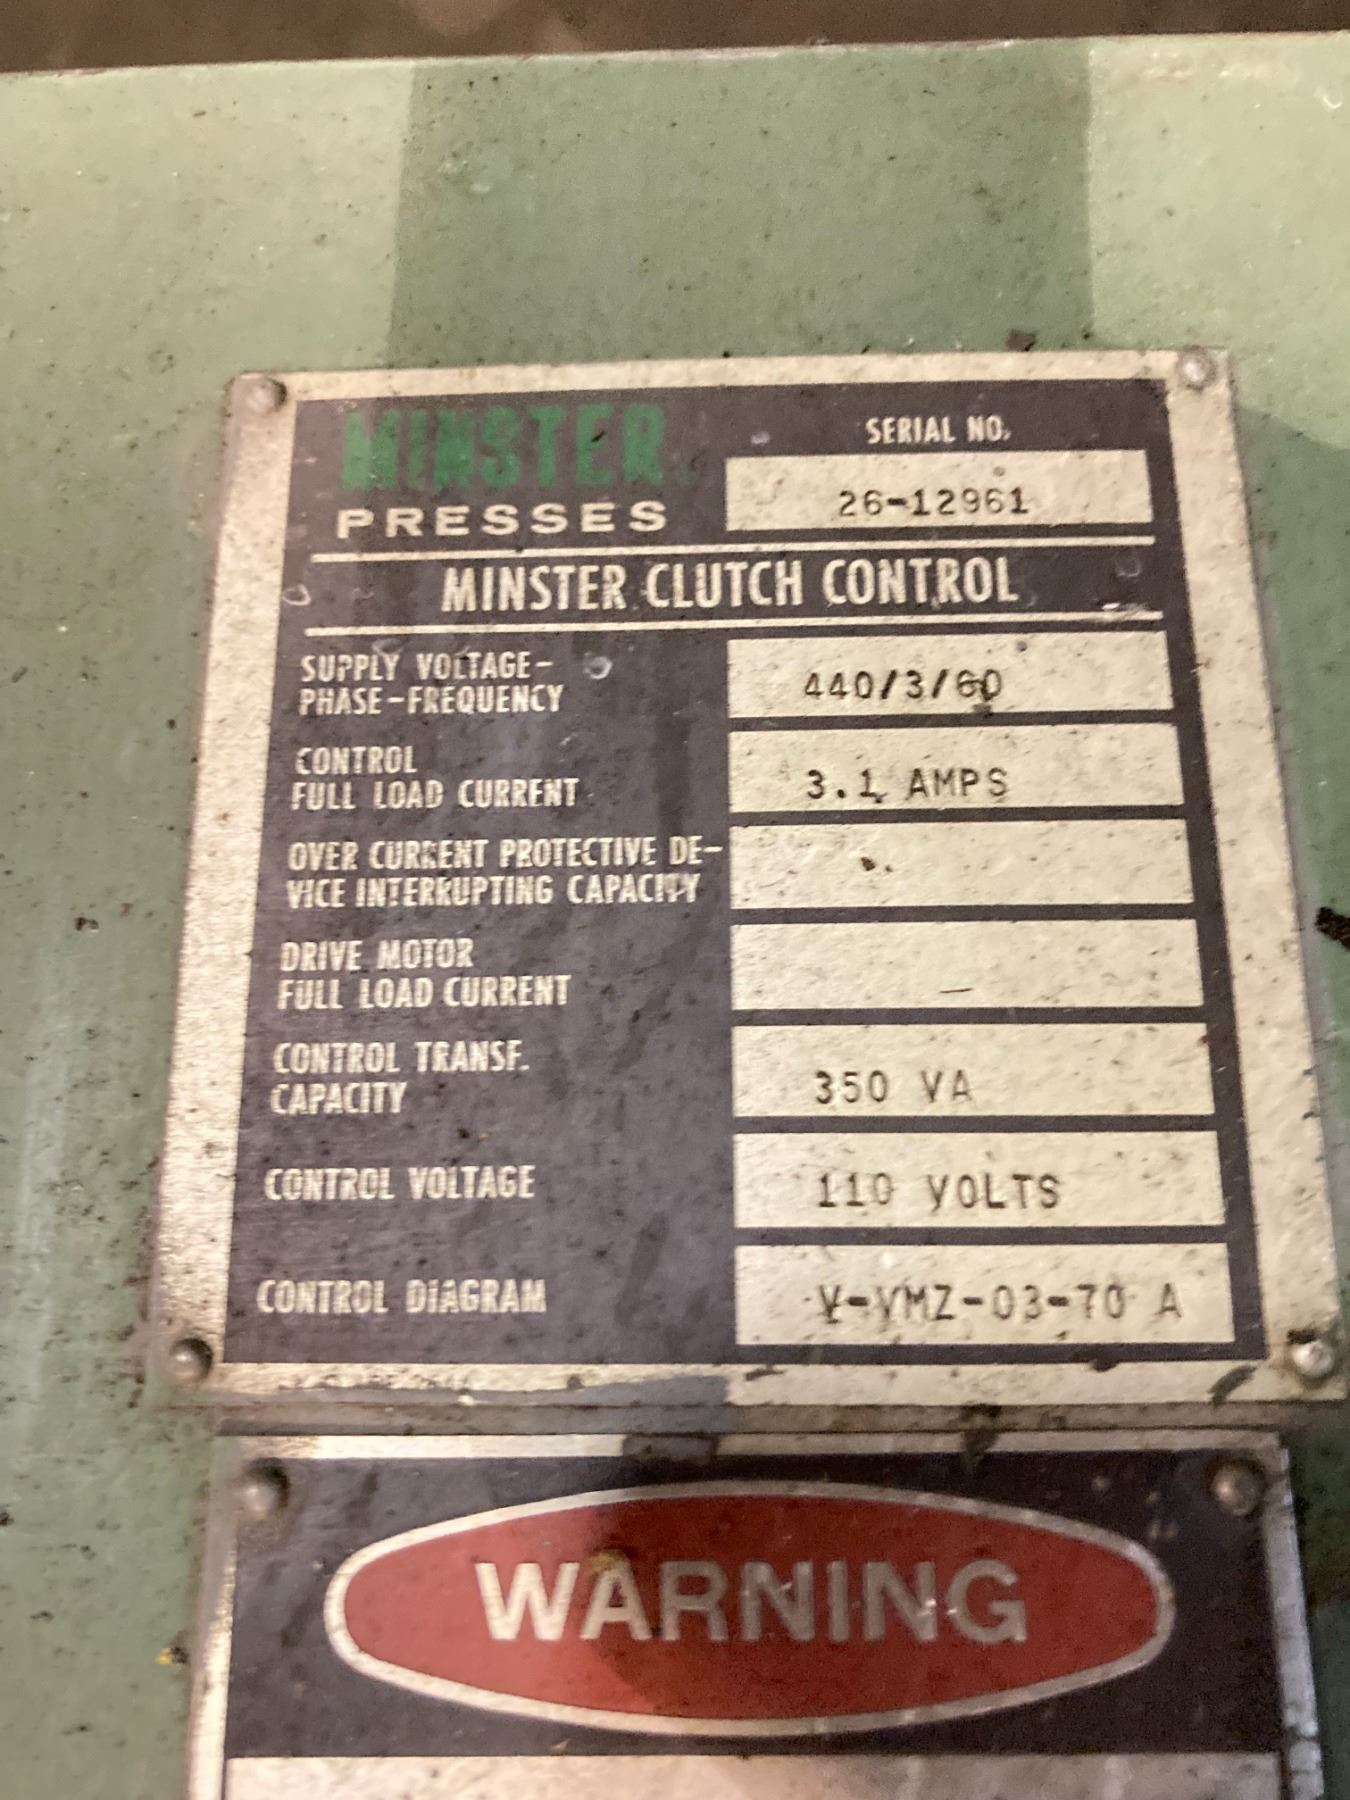 MINSTER
PRESSES
SERIAL NO.
26-12961
MINSTER CLUTCH CONTROL
SUPPLY VOLTAGE-
PHASE-FREQUENCY
440/3/60
CONTROL
FULL LOAD CURRENT
3.1 AMPS
OVER CURRENT PROTECTIVE DE-
VICE INTERRUPTING CAPACITY
DRIVE MOTOR
FULL LOAD CURRENT
CONTROL TRANSF.
CAPACITY
350 VA
CONTROL VOLTAGE
110 VOLTS
CONTROL DIAGRAM
V-VMZ-03-70 A
WARNING